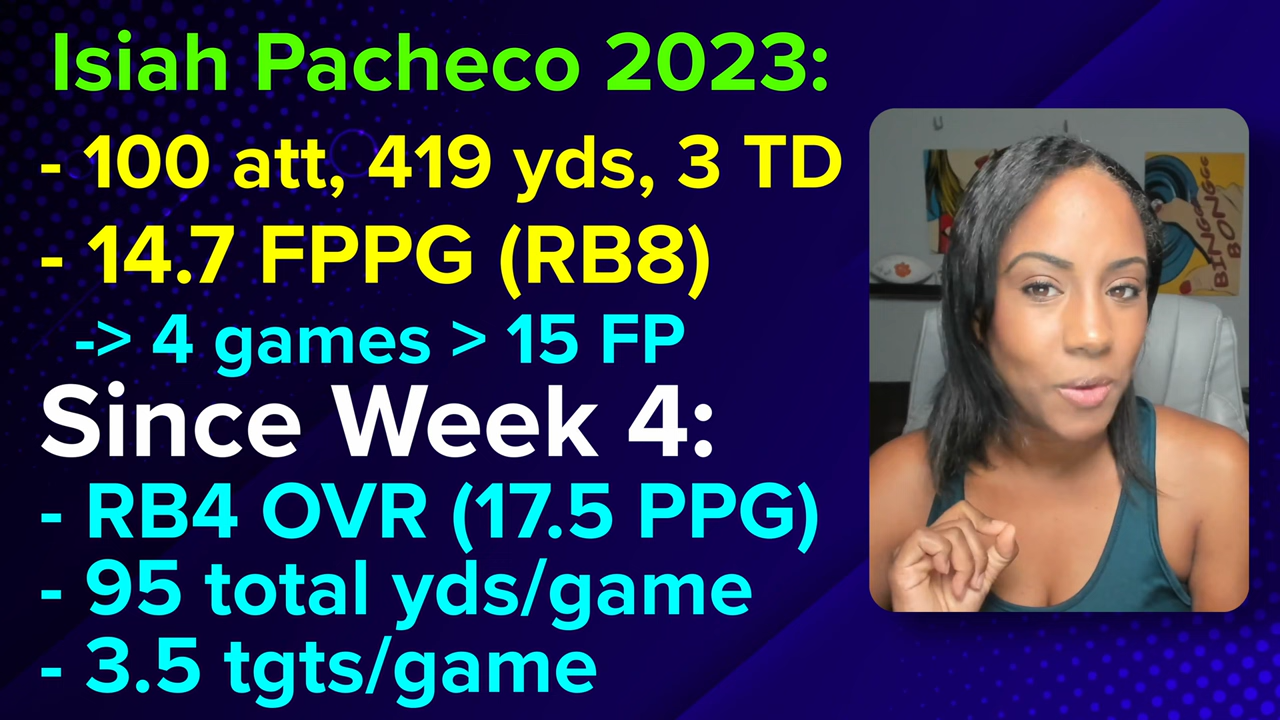 Isiah Pacheco 2023:
- 100 att, 419 yds, 3 TD
- 14.7 FPPG (RB8)
-> 4 games > 15 FP
Since Week 4:
- RB4 OVR (17.5 PPG)
- 95 total yds/game
- 3.5 tgts/game